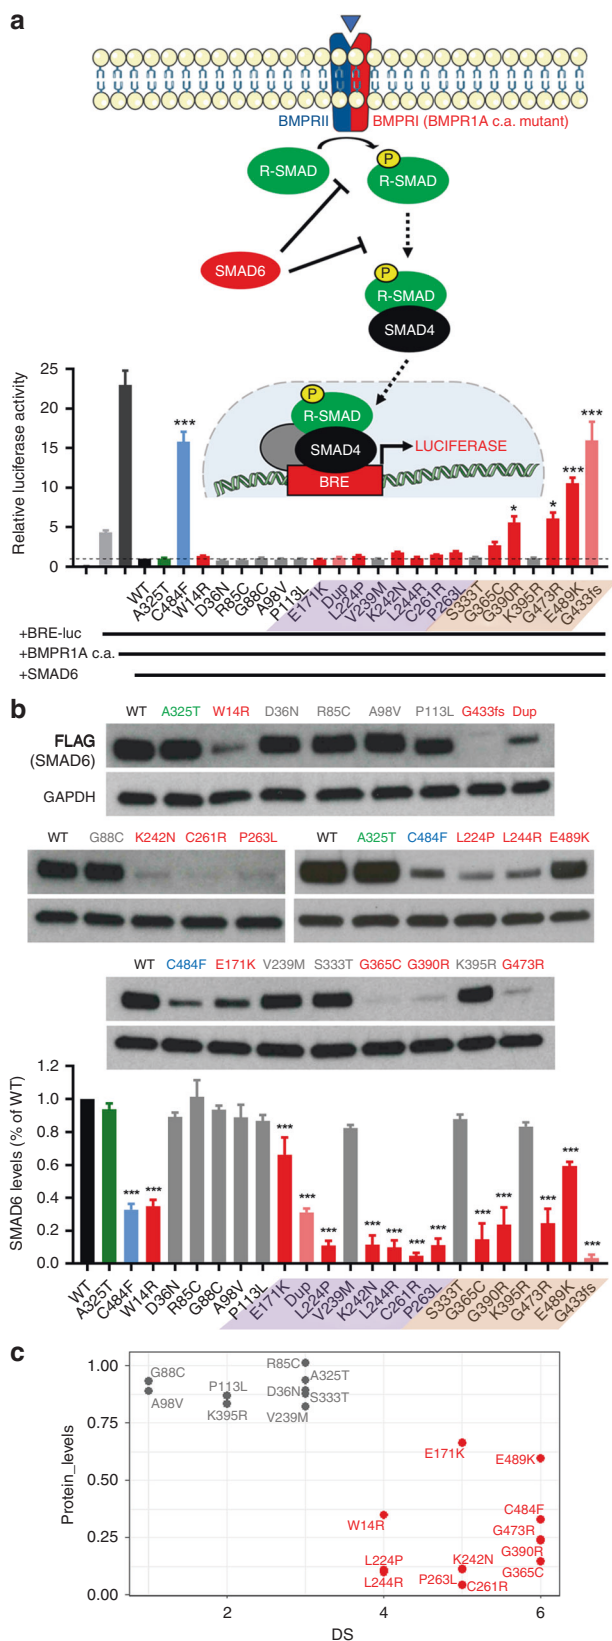 a
BMPRII
BMPRI (BMPR1A c.a. mutant)
P
R-SMAD
R-SMAD
SMAD6
P
R-SMAD
SMAD4
P
R-SMAD
SMAD4
LUCIFERASE
BRE
Relative luciferase activity
25
20
15
10
5
0
***
*
*
***
***
WT
A325T
C484F
W14R
D36N
R85C
G88C
A98V
P113L
E171K
Dup
L224P
V239M
K242N
L244R
C261R
P263L
S333T
G365C
G390R
K395R
G473R
E489K
G433fs
+BRE-luc
+BMPR1A c.a.
+SMAD6
b
WT A325T W14R D36N R85C A98V P113L G433fs Dup
FLAG
(SMAD6)
GAPDH
WT G88C K242N C261R P263L
WT A325T C484F L224P L244R E489K
WT C484F E171K V239M S333T G365C G390R K395R G473R
SMAD6 levels (% of WT)
1.2
1.0
0.8
0.6
0.4
0.2
0.0
*** *** *** *** *** *** *** *** *** *** *** *** *** ***
WT
A325T
C484F
W14R
D36N
R85C
G88C
A98V
P113L
E171K
Dup
L224P
V239M
K242N
L244R
C261R
P263L
S333T
G365C
G390R
K395R
G473R
E489K
G433fs
c
Protein_levels
1.00
0.75
0.50
0.25
0.00
G88C
A98V
P113L
K395R
R85C
A325T
D36N
S333T
V239M
E171K
E489K
W14R
C484F
G473R
G390R
G365C
L224P
L244R
K242N
P263L
C261R
2 4 6
DS